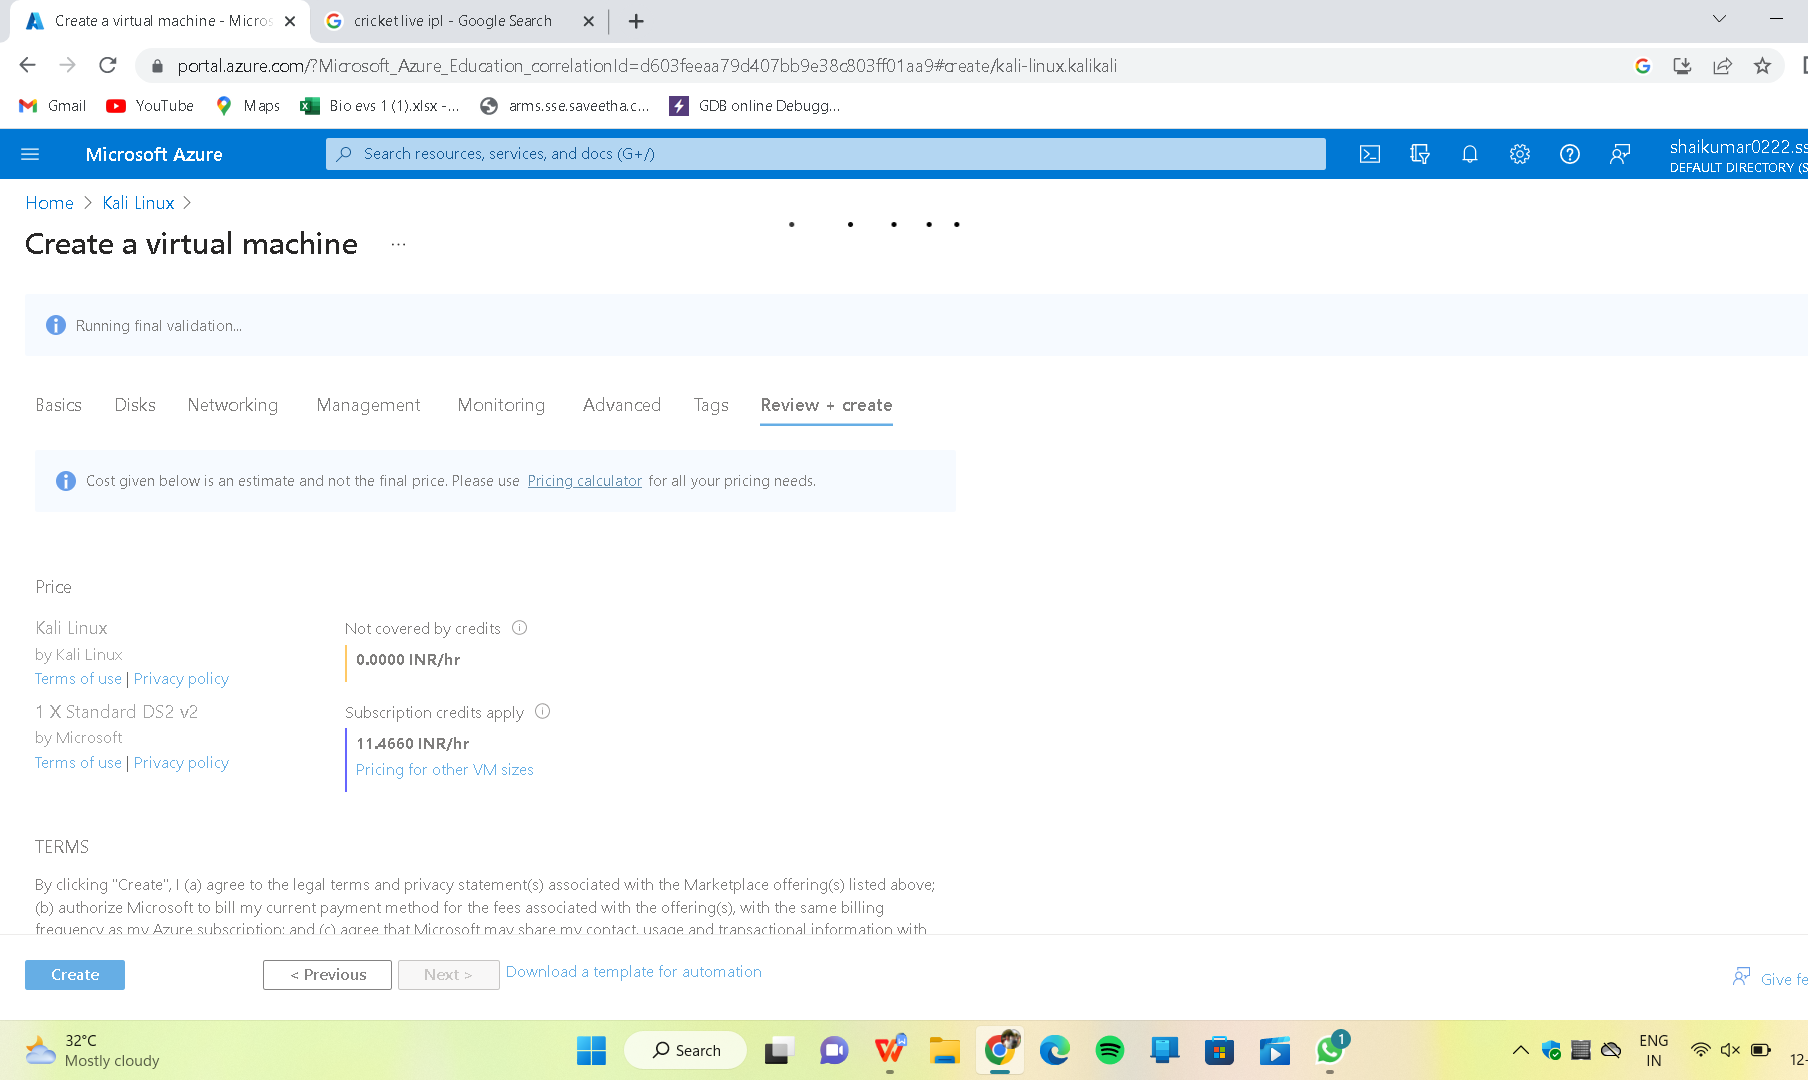 Create a virtual machine - Micros
cricket live ipl - Google Search
portal.azure.com/?Microsoft_Azure_Education_correlationId=d603feeaa79d407bb9e38c803ff01aa9#create/kali-linux.kalikali
Gmail
YouTube
Maps
Bio evs 1 (1).xlsx -...
arms.sse.saveetha.c...
GDB online Debugg...
Microsoft Azure
Search resources, services, and docs (G+/)
shaikumar0222.ss
DEFAULT DIRECTORY (S
Home > Kali Linux >
Create a virtual machine ...
Running final validation...
Basics
Disks
Networking
Management
Monitoring
Advanced
Tags
Review + create
Cost given below is an estimate and not the final price. Please use Pricing calculator for all your pricing needs.
Price
Kali Linux
by Kali Linux
Terms of use | Privacy policy
Not covered by credits
0.0000 INR/hr
1 X Standard DS2 v2
by Microsoft
Terms of use | Privacy policy
Subscription credits apply
11.4660 INR/hr
Pricing for other VM sizes
TERMS
By clicking "Create", I (a) agree to the legal terms and privacy statement(s) associated with the Marketplace offering(s) listed above;
(b) authorize Microsoft to bill my current payment method for the fees associated with the offering(s), with the same billing
frequency as my Azure subscription; and (c) agree that Microsoft may share my contact, usage and transactional information with
Create
< Previous
Next >
Download a template for automation
Give fe
32°C
Mostly cloudy
Search
1
ENG
IN
12-